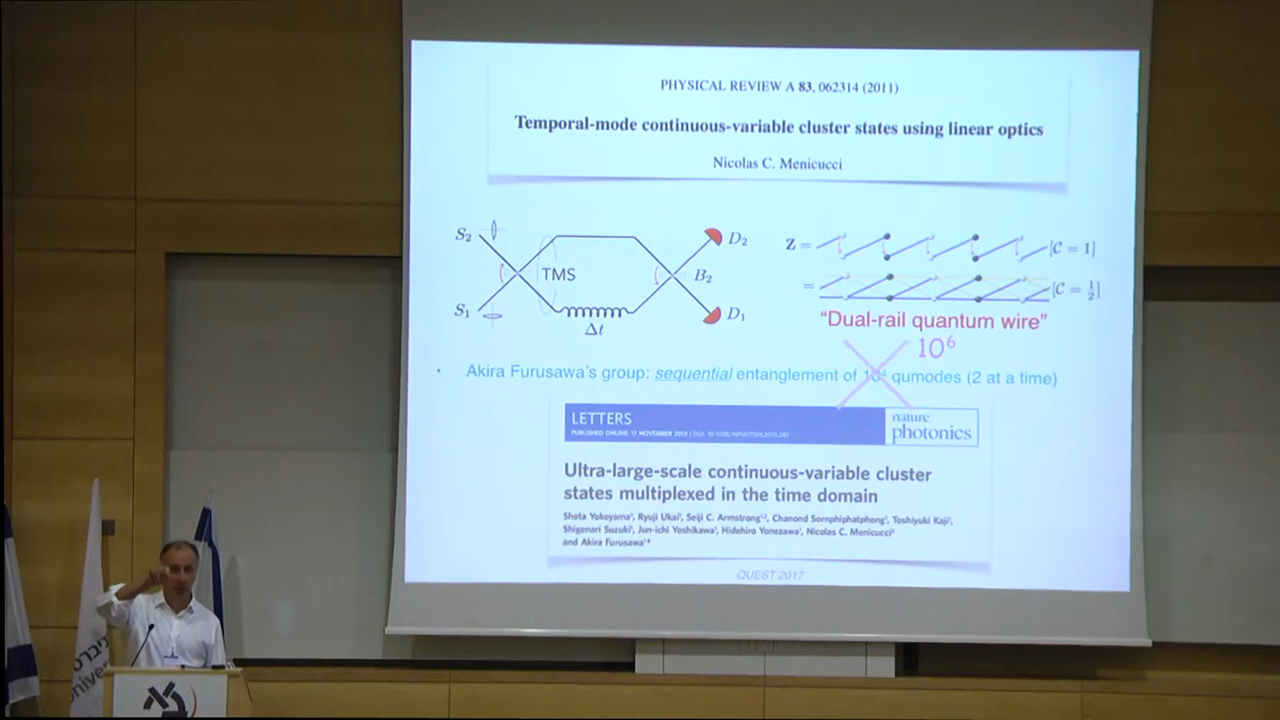 PHYSICAL REVIEW A 83, 062314 (2011)
Temporal-mode continuous-variable cluster states using linear optics
Nicolas C. Menicucci
S₂
D₂
TMS
B₂
S₁
D₁
Δt
Z =
[C = 1]
=
[C = ½]
"Dual-rail quantum wire"
10⁶
• Akira Furusawa's group: sequential entanglement of qumodes (2 at a time)
LETTERS
PUBLISHED ONLINE: 17 NOVEMBER 2013 | DOI: 10.1038/NPHOTON.2013.287
nature
photonics
Ultra-large-scale continuous-variable cluster
states multiplexed in the time domain
Shota Yokoyama¹, Ryuji Ukai¹, Seiji C. Armstrong¹,², Chanond Sornphiphatphong¹, Toshiyuki Kaji¹,
Shigenari Suzuki¹, Jun-ichi Yoshikawa¹, Hidehiro Yonezawa¹, Nicolas C. Menicucci³
and Akira Furusawa¹*
QUEST 2017